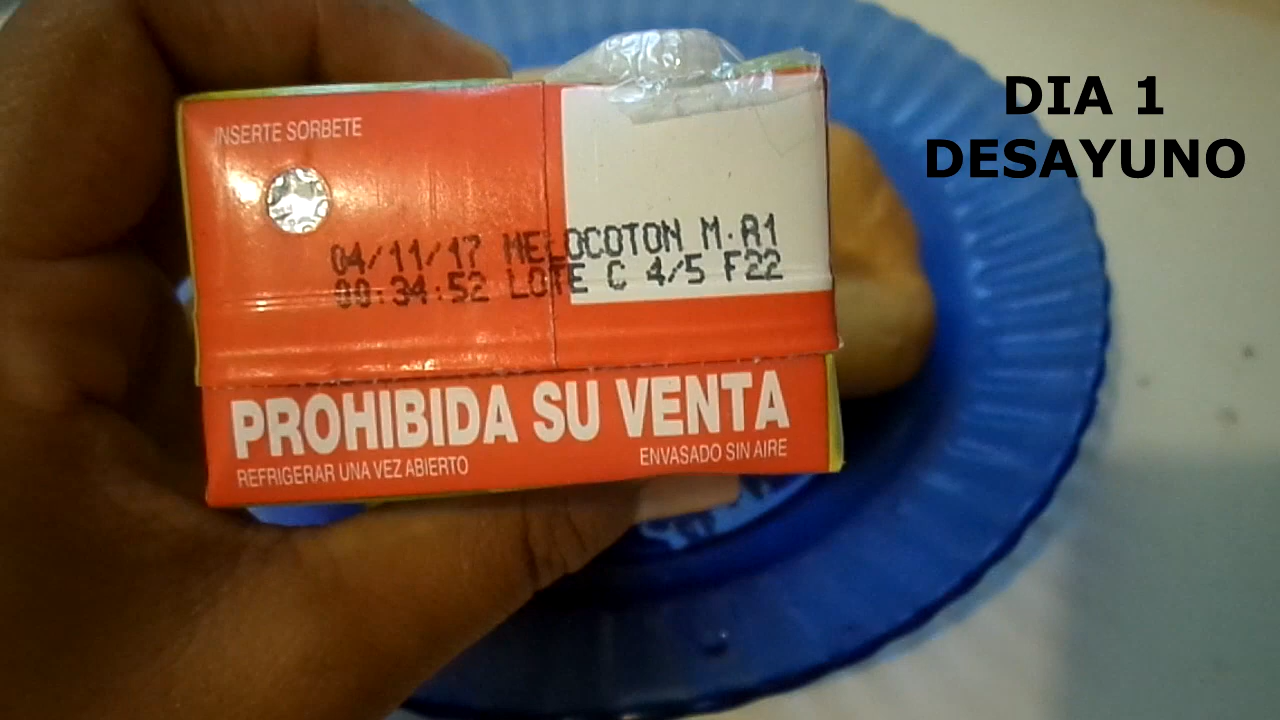 DIA 1
DESAYUNO
INSERTE SORBETE
04/11/17 MELOCOTON M·A1
00:34:52 LOTE C 4/5 F22
PROHIBIDA SU VENTA
REFRIGERAR UNA VEZ ABIERTO
ENVASADO SIN AIRE